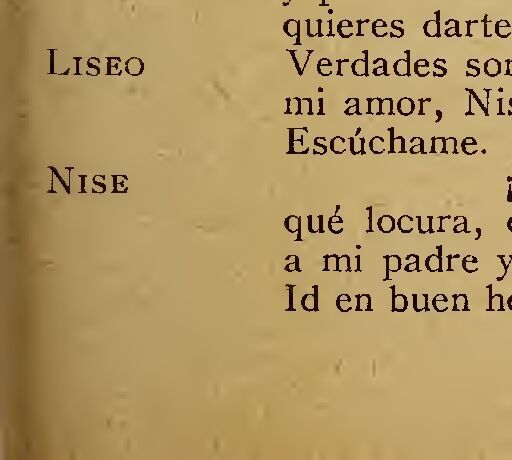 quieres darte
LISEO Verdades son
mi amor, Nis
Escúchame.
NISE ¡
qué locura,
a mi padre y
Id en buen